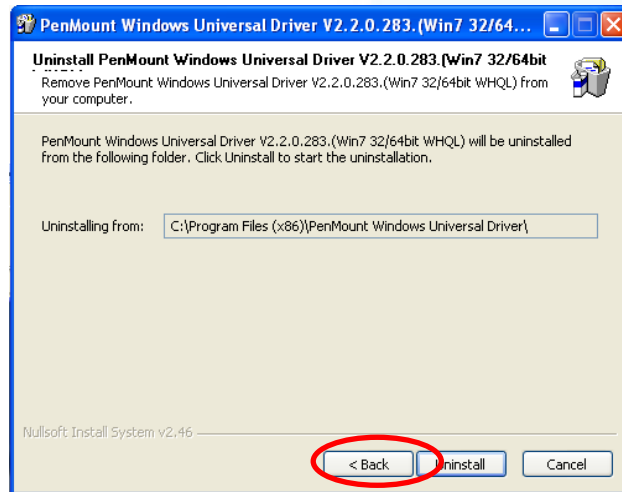 PenMount Windows Universal Driver V2.2.0.283.(Win7 32/64...
Uninstall PenMount Windows Universal Driver V2.2.0.283.(Win7 32/64bit
Remove PenMount Windows Universal Driver V2.2.0.283.(Win7 32/64bit WHQL) from
your computer.
PenMount Windows Universal Driver V2.2.0.283.(Win7 32/64bit WHQL) will be uninstalled
from the following folder. Click Uninstall to start the uninstallation.
Uninstalling from: C:\Program Files (x86)\PenMount Windows Universal Driver\
Nullsoft Install System v2.46
< Back Uninstall Cancel